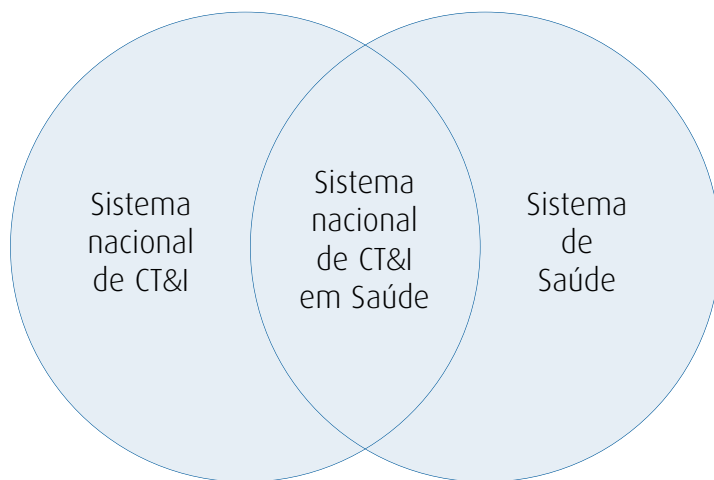 Sistema
nacional
de CT&I
Sistema
nacional
de CT&I
em Saúde
Sistema
de
Saúde